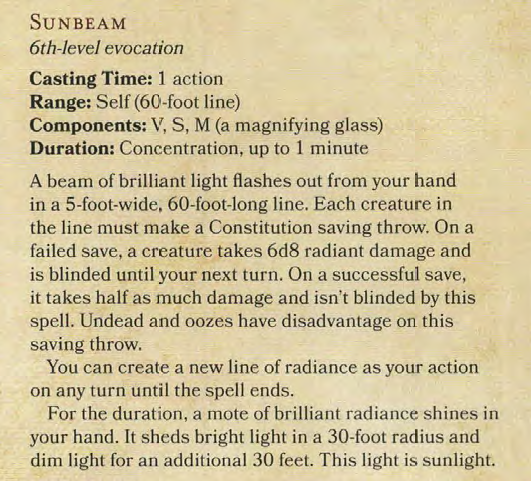 SUNBEAM
6th-level evocation
Casting Time: 1 action
Range: Self (60-foot line)
Components: V, S, M (a magnifying glass)
Duration: Concentration, up to 1 minute
A beam of brilliant light flashes out from your hand
in a 5-foot-wide, 60-foot-long line. Each creature in
the line must make a Constitution saving throw. On a
failed save, a creature takes 6d8 radiant damage and
is blinded until your next turn. On a successful save,
it takes half as much damage and isn't blinded by this
spell. Undead and oozes have disadvantage on this
saving throw.
You can create a new line of radiance as your action
on any turn until the spell ends.
For the duration, a mote of brilliant radiance shines in
your hand. It sheds bright light in a 30-foot radius and
dim light for an additional 30 feet. This light is sunlight.